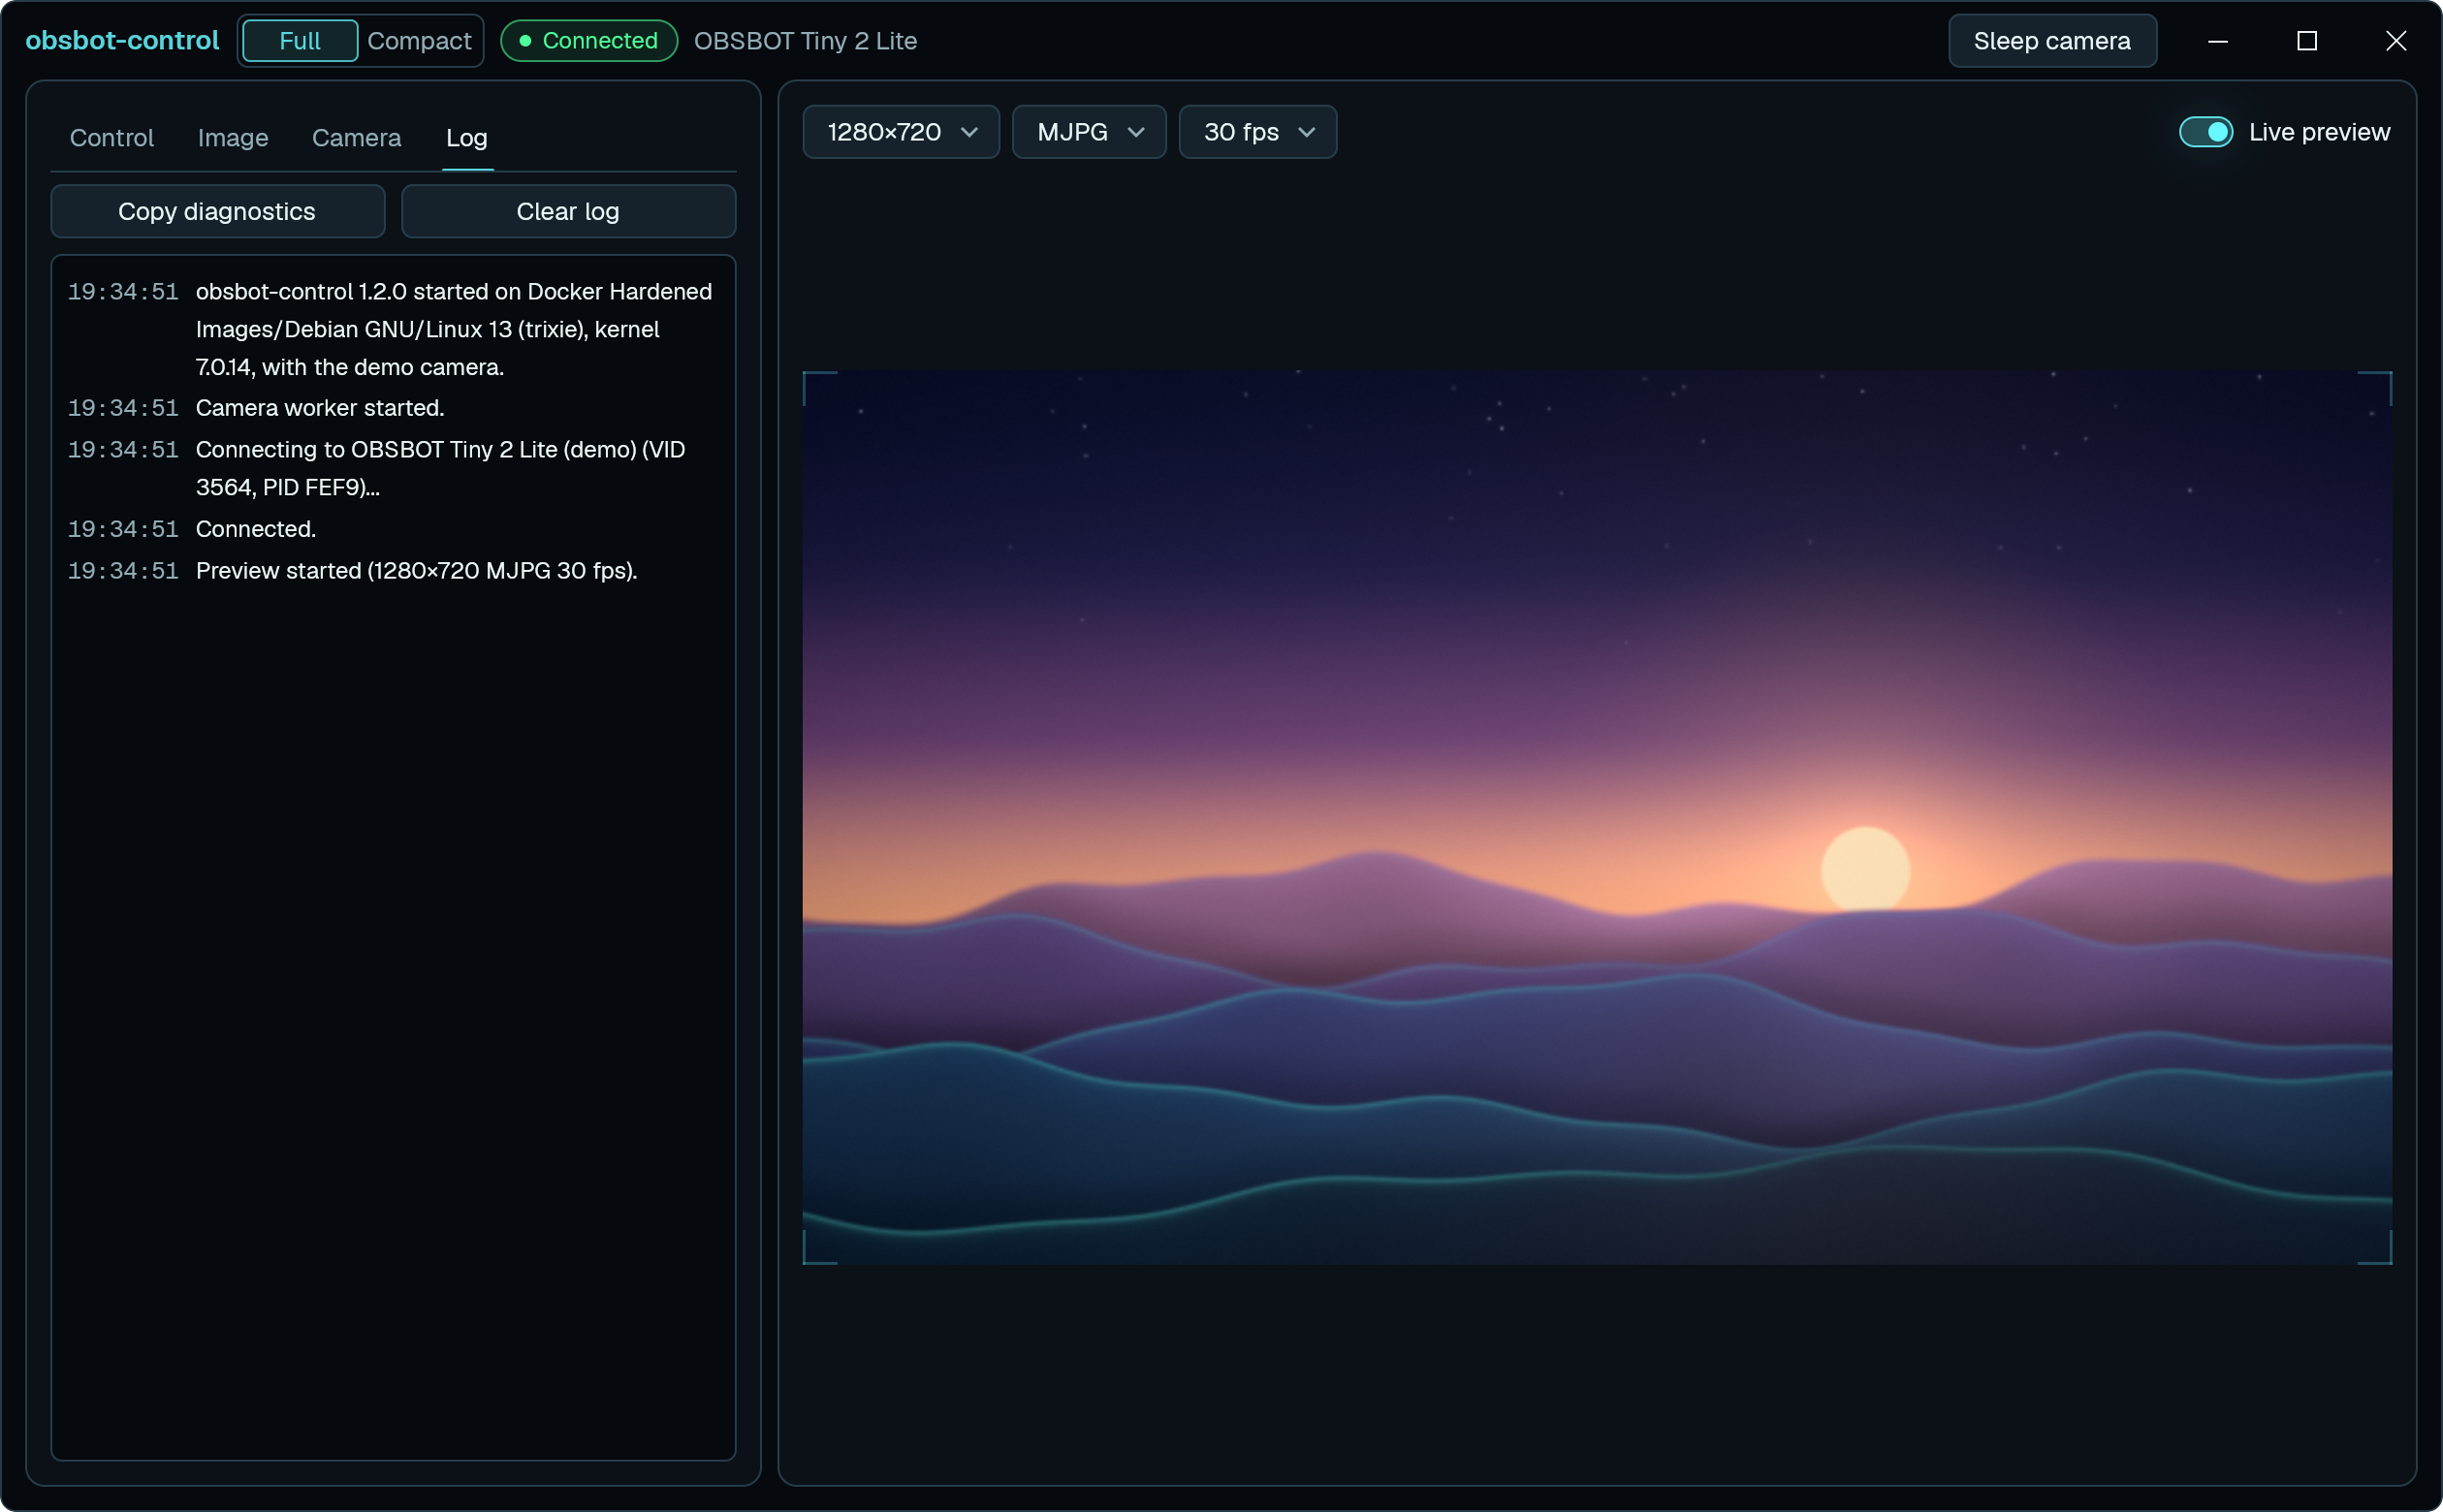 obsbot-control Full Compact Connected OBSBOT Tiny 2 Lite Sleep camera
Control Image Camera Log
Copy diagnostics Clear log
19:34:51 obsbot-control 1.2.0 started on Docker Hardened
Images/Debian GNU/Linux 13 (trixie), kernel
7.0.14, with the demo camera.
19:34:51 Camera worker started.
19:34:51 Connecting to OBSBOT Tiny 2 Lite (demo) (VID
3564, PID FEF9)...
19:34:51 Connected.
19:34:51 Preview started (1280×720 MJPG 30 fps).
1280×720 MJPG 30 fps Live preview